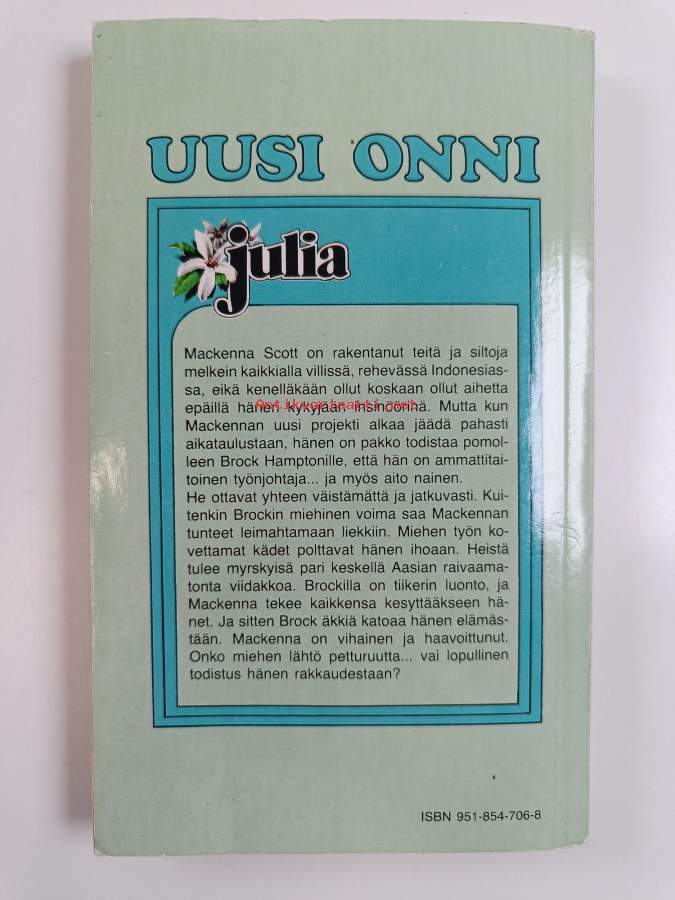 UUSI ONNI
julia
Mackenna Scott on rakentanut teitä ja siltoja
melkein kaikkialla villissä, rehevässä Indonesias-
sa, eikä kenelläkään ollut koskaan ollut aihetta
epäillä hänen kykyjään insinöörinä. Mutta kun
Antikvariaatti.net
Mackennan uusi projekti alkaa jäädä pahasti
aikataulustaan, hänen on pakko todistaa pomol-
leen Brock Hamptonille, että hän on ammattitai-
toinen työnjohtaja... ja myös aito nainen.
He ottavat yhteen väistämättä ja jatkuvasti. Kui-
tenkin Brockin miehinen voima saa Mackennan
tunteet leimahtamaan liekkiin. Miehen työn ko-
vettamat kädet polttavat hänen ihoaan. Heistä
tulee myrskyisä pari keskellä Aasian raivaama-
tonta viidakkoa. Brockilla on tiikerin luonto, ja
Mackenna tekee kaikkensa kesyttääkseen hä-
net. Ja sitten Brock äkkiä katoaa hänen elämäs-
tään. Mackenna on vihainen ja haavoittunut.
Onko miehen lähtö petturuutta... vai lopullinen
todistus hänen rakkaudestaan?
ISBN 951-854-706-8